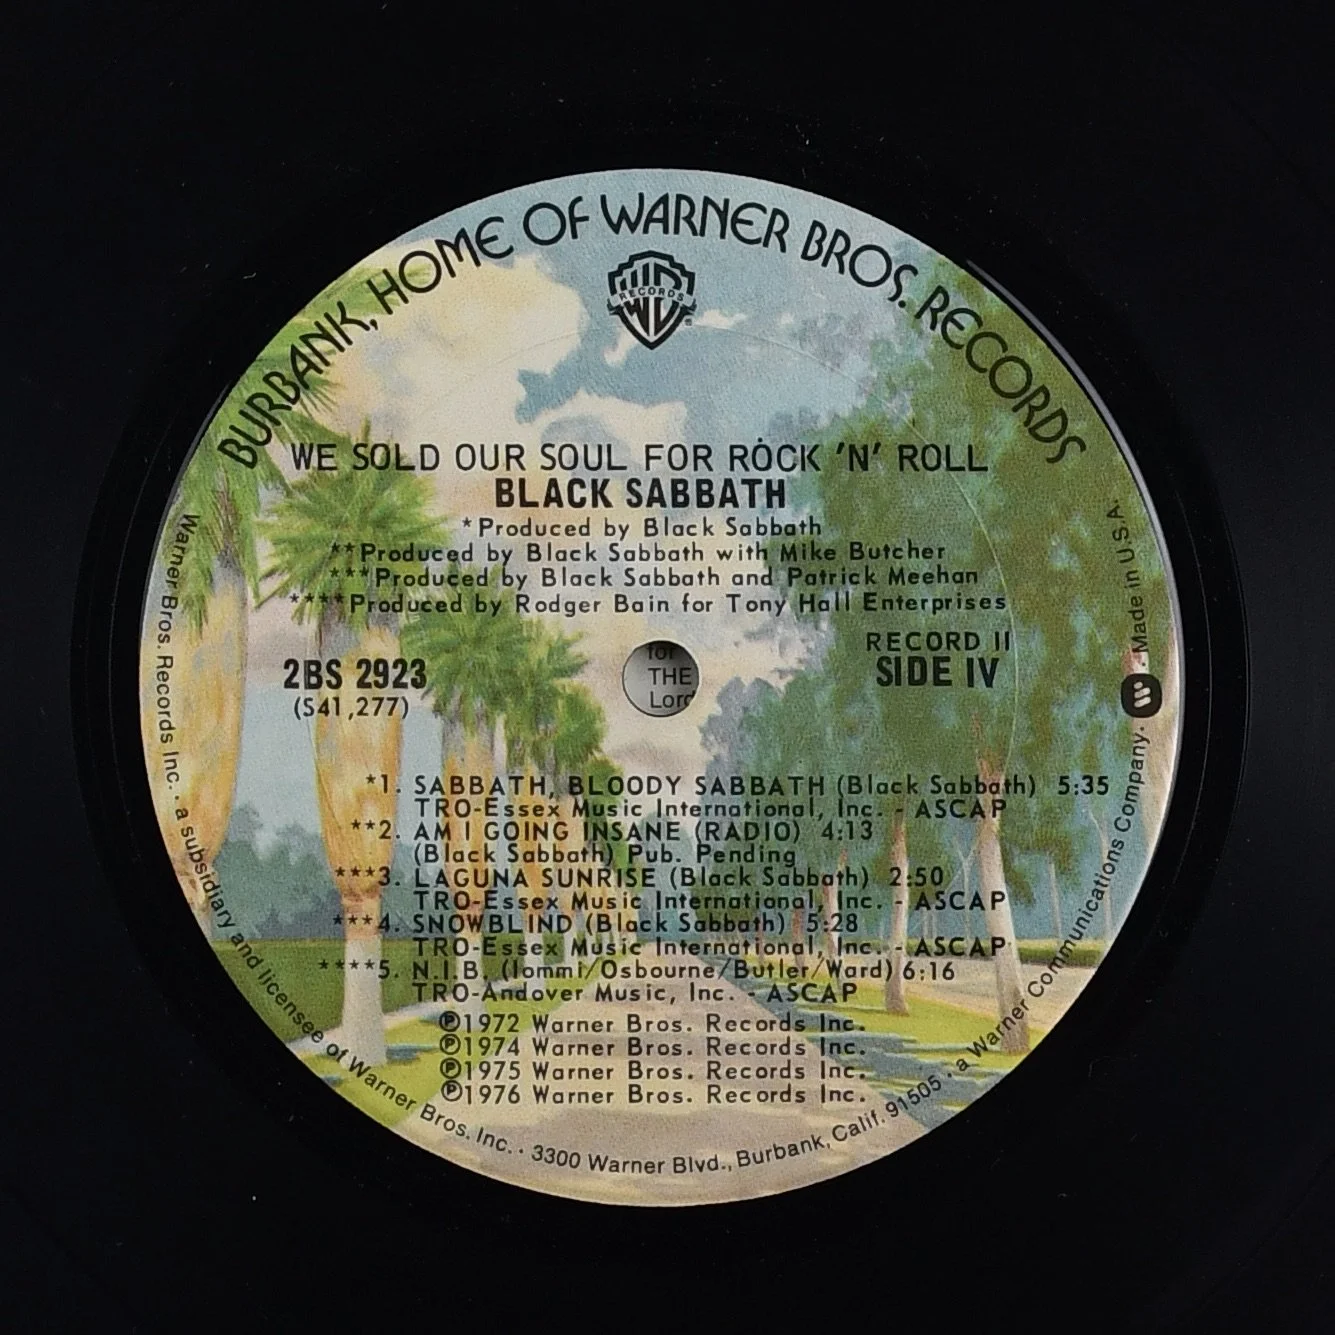 BURBANK, HOME OF WARNER BROS. RECORDS
RECORDS
WE SOLD OUR SOUL FOR ROCK 'N' ROLL
BLACK SABBATH
*Produced by Black Sabbath
**Produced by Black Sabbath with Mike Butcher
***Produced by Black Sabbath and Patrick Meehan
****Produced by Rodger Bain for Tony Hall Enterprises
RECORD II
SIDE IV
2BS 2923
(S41,277)
for
THE
Lord
*1. SABBATH, BLOODY SABBATH (Black Sabbath) 5:35
TRO-Essex Music International, Inc. - ASCAP
**2. AM I GOING INSANE (RADIO) 4:13
(Black Sabbath) Pub. Pending
***3. LAGUNA SUNRISE (Black Sabbath) 2:50
TRO-Essex Music International, Inc. - ASCAP
***4. SNOWBLIND (Black Sabbath) 5:28
TRO-Essex Music International, Inc. - ASCAP
****5. N.I.B. (Iommi/Osbourne/Butler/Ward) 6:16
TRO-Andover Music, Inc. - ASCAP
℗1972 Warner Bros. Records Inc.
℗1974 Warner Bros. Records Inc.
℗1975 Warner Bros. Records Inc.
℗1976 Warner Bros. Records Inc.
Warner Bros. Records Inc. · a subsidiary and licensee of Warner Bros. Inc. · 3300 Warner Blvd., Burbank, Calif. 91505 · a Warner Communications Company. · Made in U.S.A.